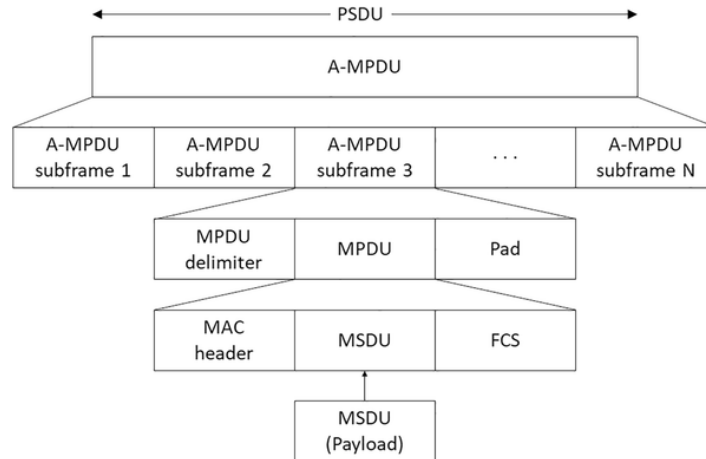 PSDU
A-MPDU
A-MPDU
subframe 1
A-MPDU
subframe 2
A-MPDU
subframe 3
. . .
A-MPDU
subframe N
MPDU
delimiter
MPDU
Pad
MAC
header
MSDU
FCS
MSDU
(Payload)